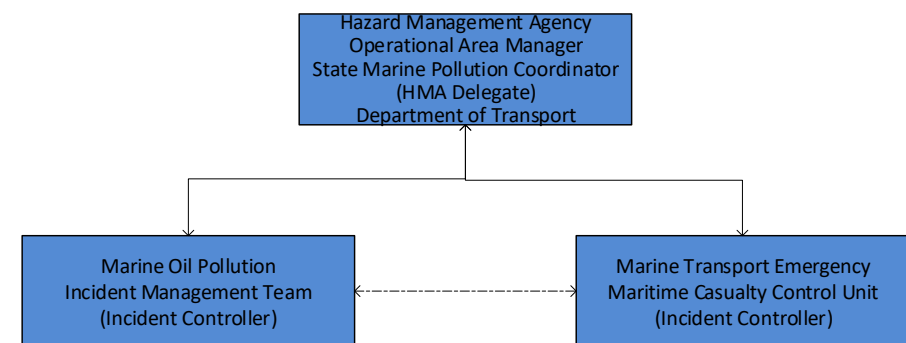 Hazard Management Agency
Operational Area Manager
State Marine Pollution Coordinator
(HMA Delegate)
Department of Transport
Marine Oil Pollution
Incident Management Team
(Incident Controller)
Marine Transport Emergency
Maritime Casualty Control Unit
(Incident Controller)